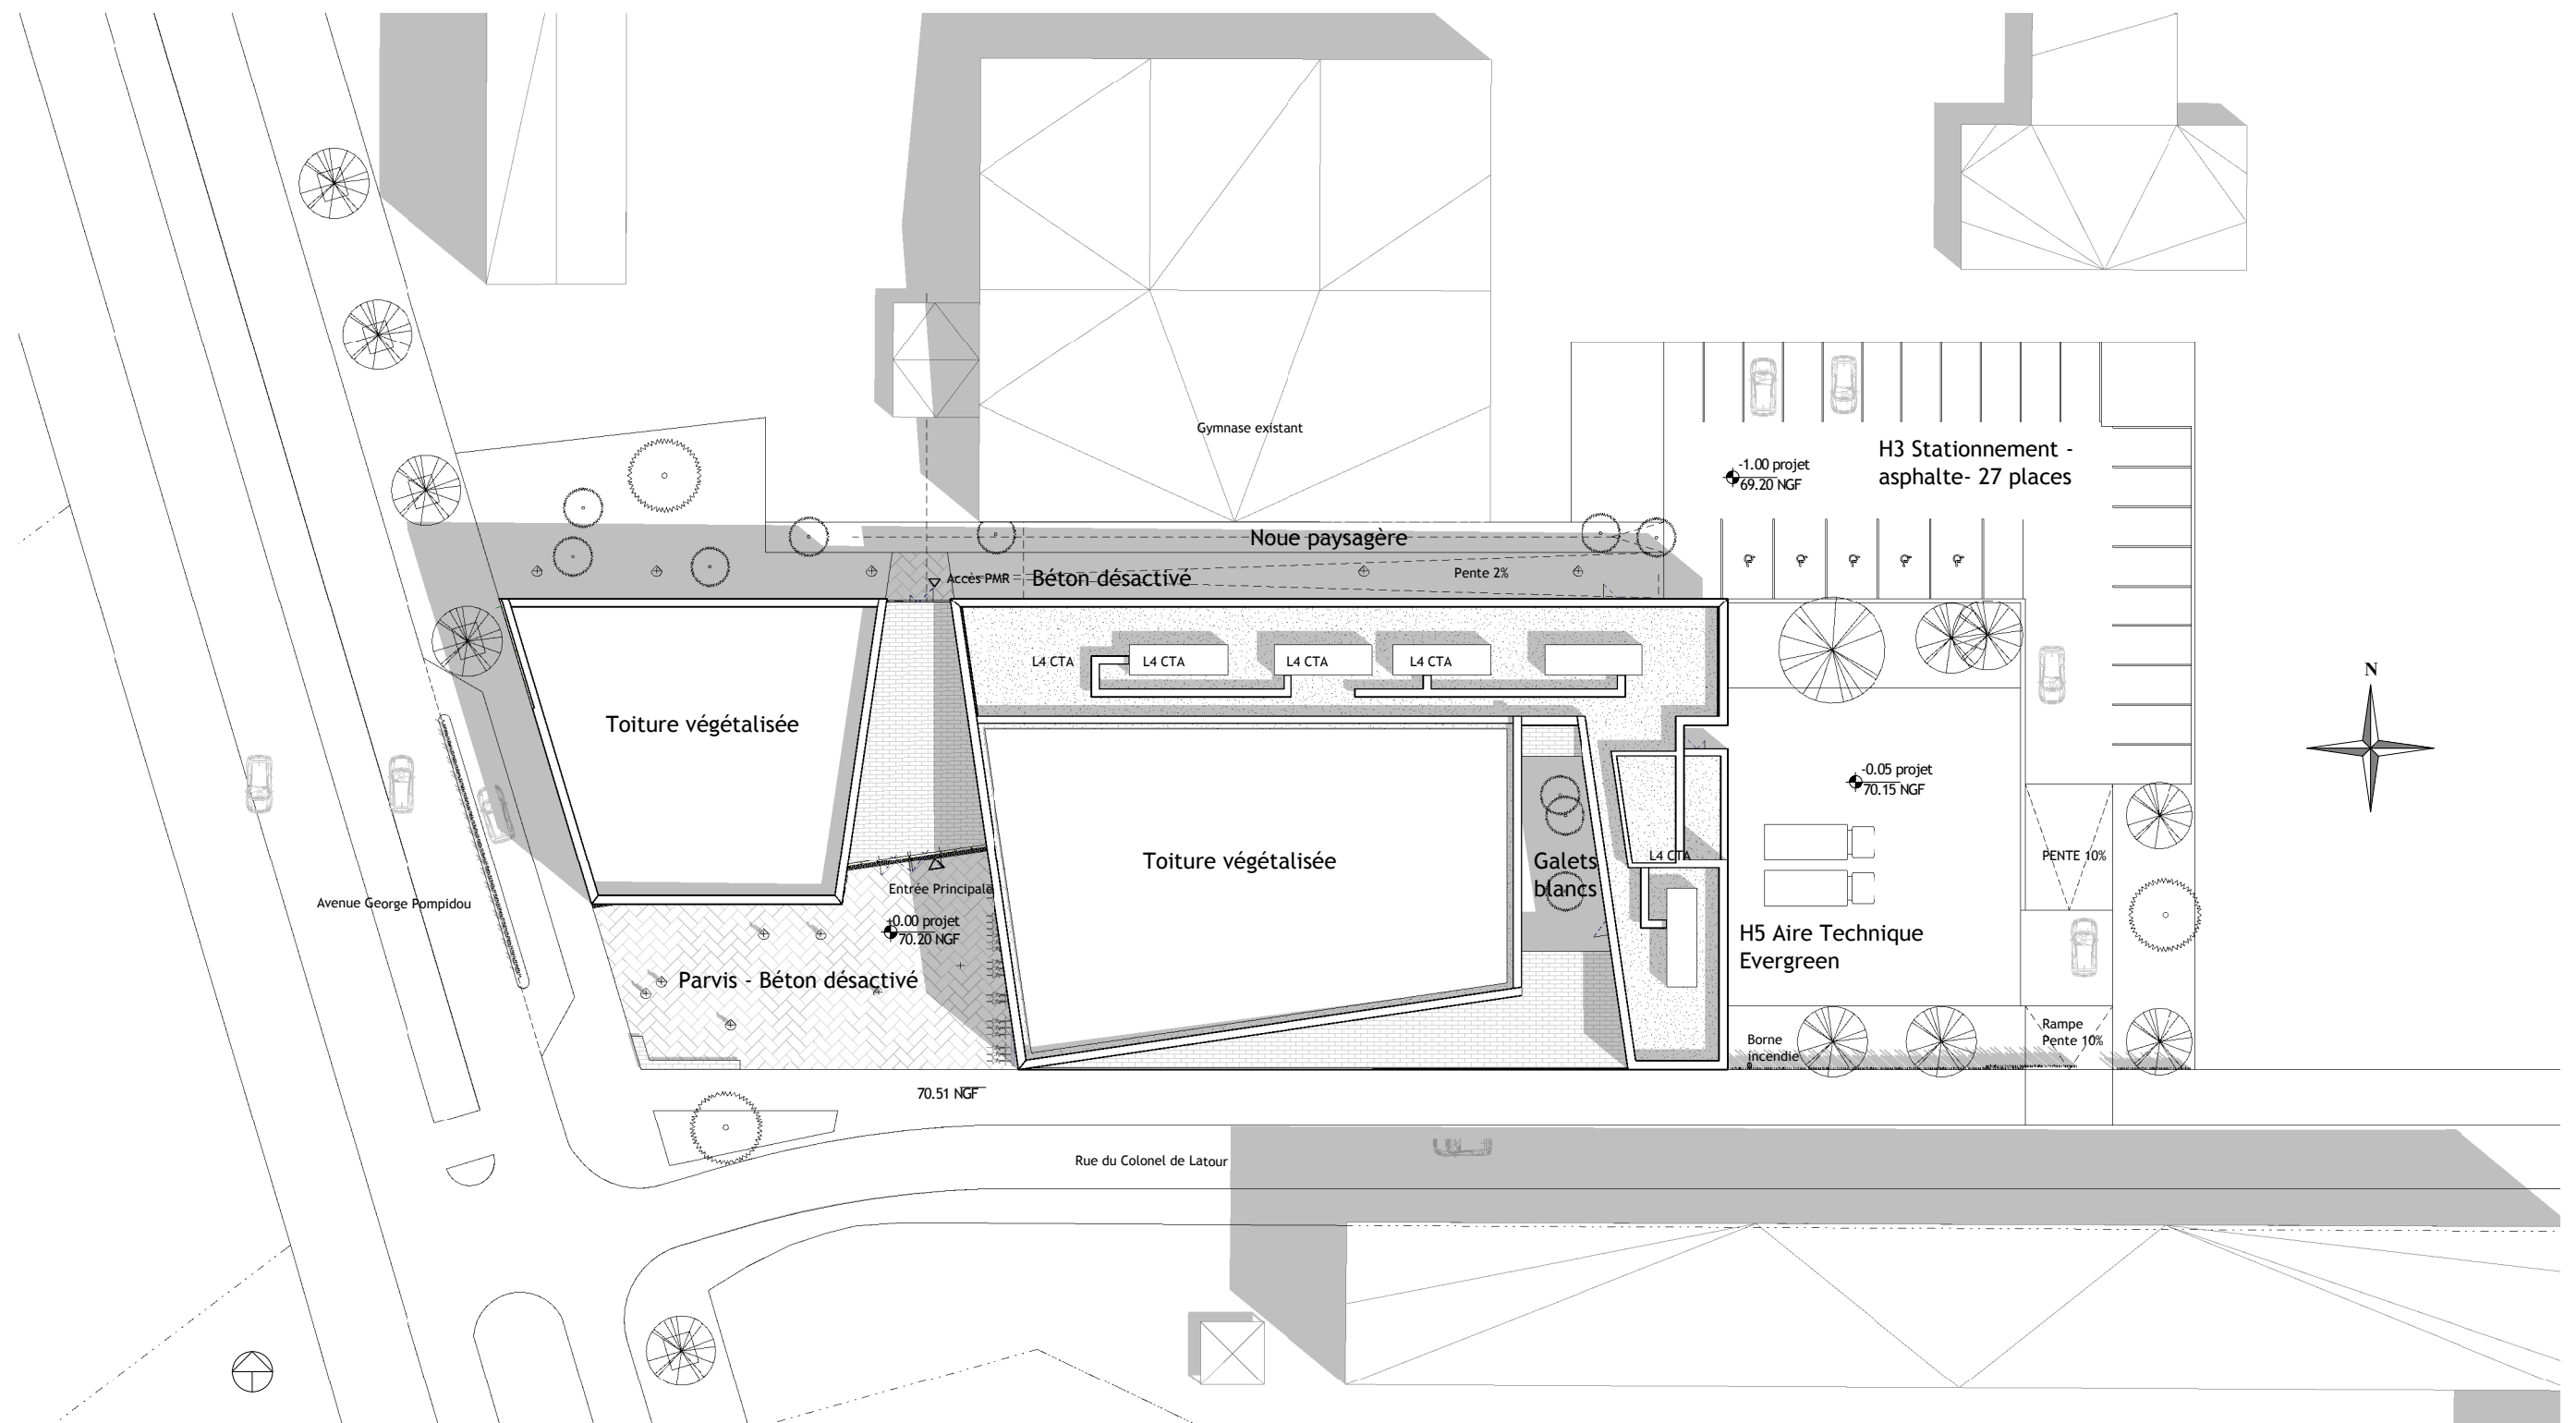 Gymnase existant
H3 Stationnement -
asphalte- 27 places
-1.00 projet
69.20 NGF
Noue paysagère
Accès PMR
Béton désactivé
Pente 2%
L4 CTA
L4 CTA
L4 CTA
L4 CTA
N
Toiture végétalisée
-0.05 projet
70.15 NGF
Toiture végétalisée
Galets
blancs
L4 CTA
PENTE 10%
Entrée Principale
Avenue George Pompidou
+0.00 projet
70.20 NGF
H5 Aire Technique
Evergreen
Parvis - Béton désactivé
Rampe
Pente 10%
Borne
incendie
70.51 NGF
Rue du Colonel de Latour